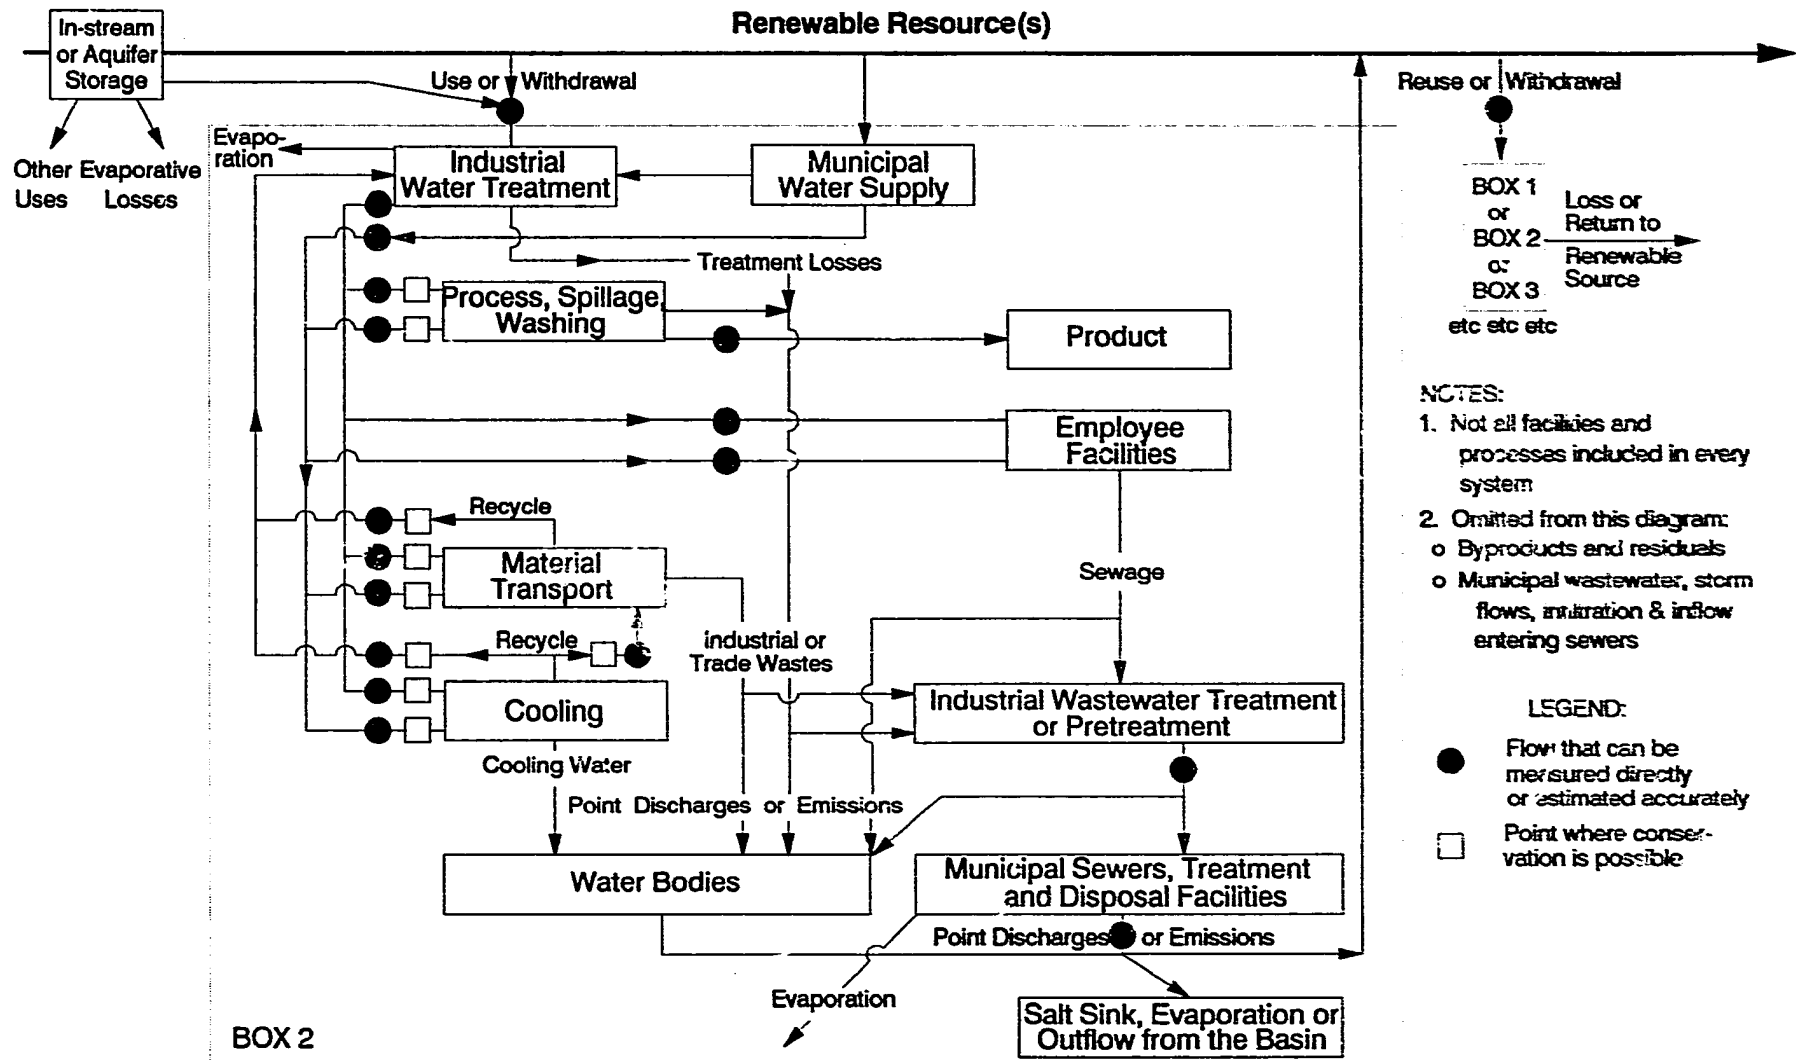 Renewable Resource(s)
In-stream
or Aquifer
Storage
Use or Withdrawal
Reuse or Withdrawal
Other Evaporative
Uses Losses
Evapo-
ration
Industrial
Water Treatment
Municipal
Water Supply
BOX 1
or
BOX 2
or
BOX 3
etc etc etc
Loss or
Return to
Renewable
Source
Treatment Losses
Process, Spillage,
Washing
Product
Employee
Facilities
Recycle
Material
Transport
Sewage
Recycle
Industrial or
Trade Wastes
Cooling
Industrial Wastewater Treatment
or Pretreatment
Cooling Water
Point Discharges or Emissions
Water Bodies
Municipal Sewers, Treatment
and Disposal Facilities
Point Discharges or Emissions
Evaporation
Salt Sink, Evaporation or
Outflow from the Basin
BOX 2
NOTES:
1. Not all facilities and
processes included in every
system
2. Omitted from this diagram:
o Byproducts and residuals
o Municipal wastewater, storm
flows, infiltration & inflow
entering sewers
LEGEND:
Flow that can be
measured directly
or estimated accurately
Point where conser-
vation is possible